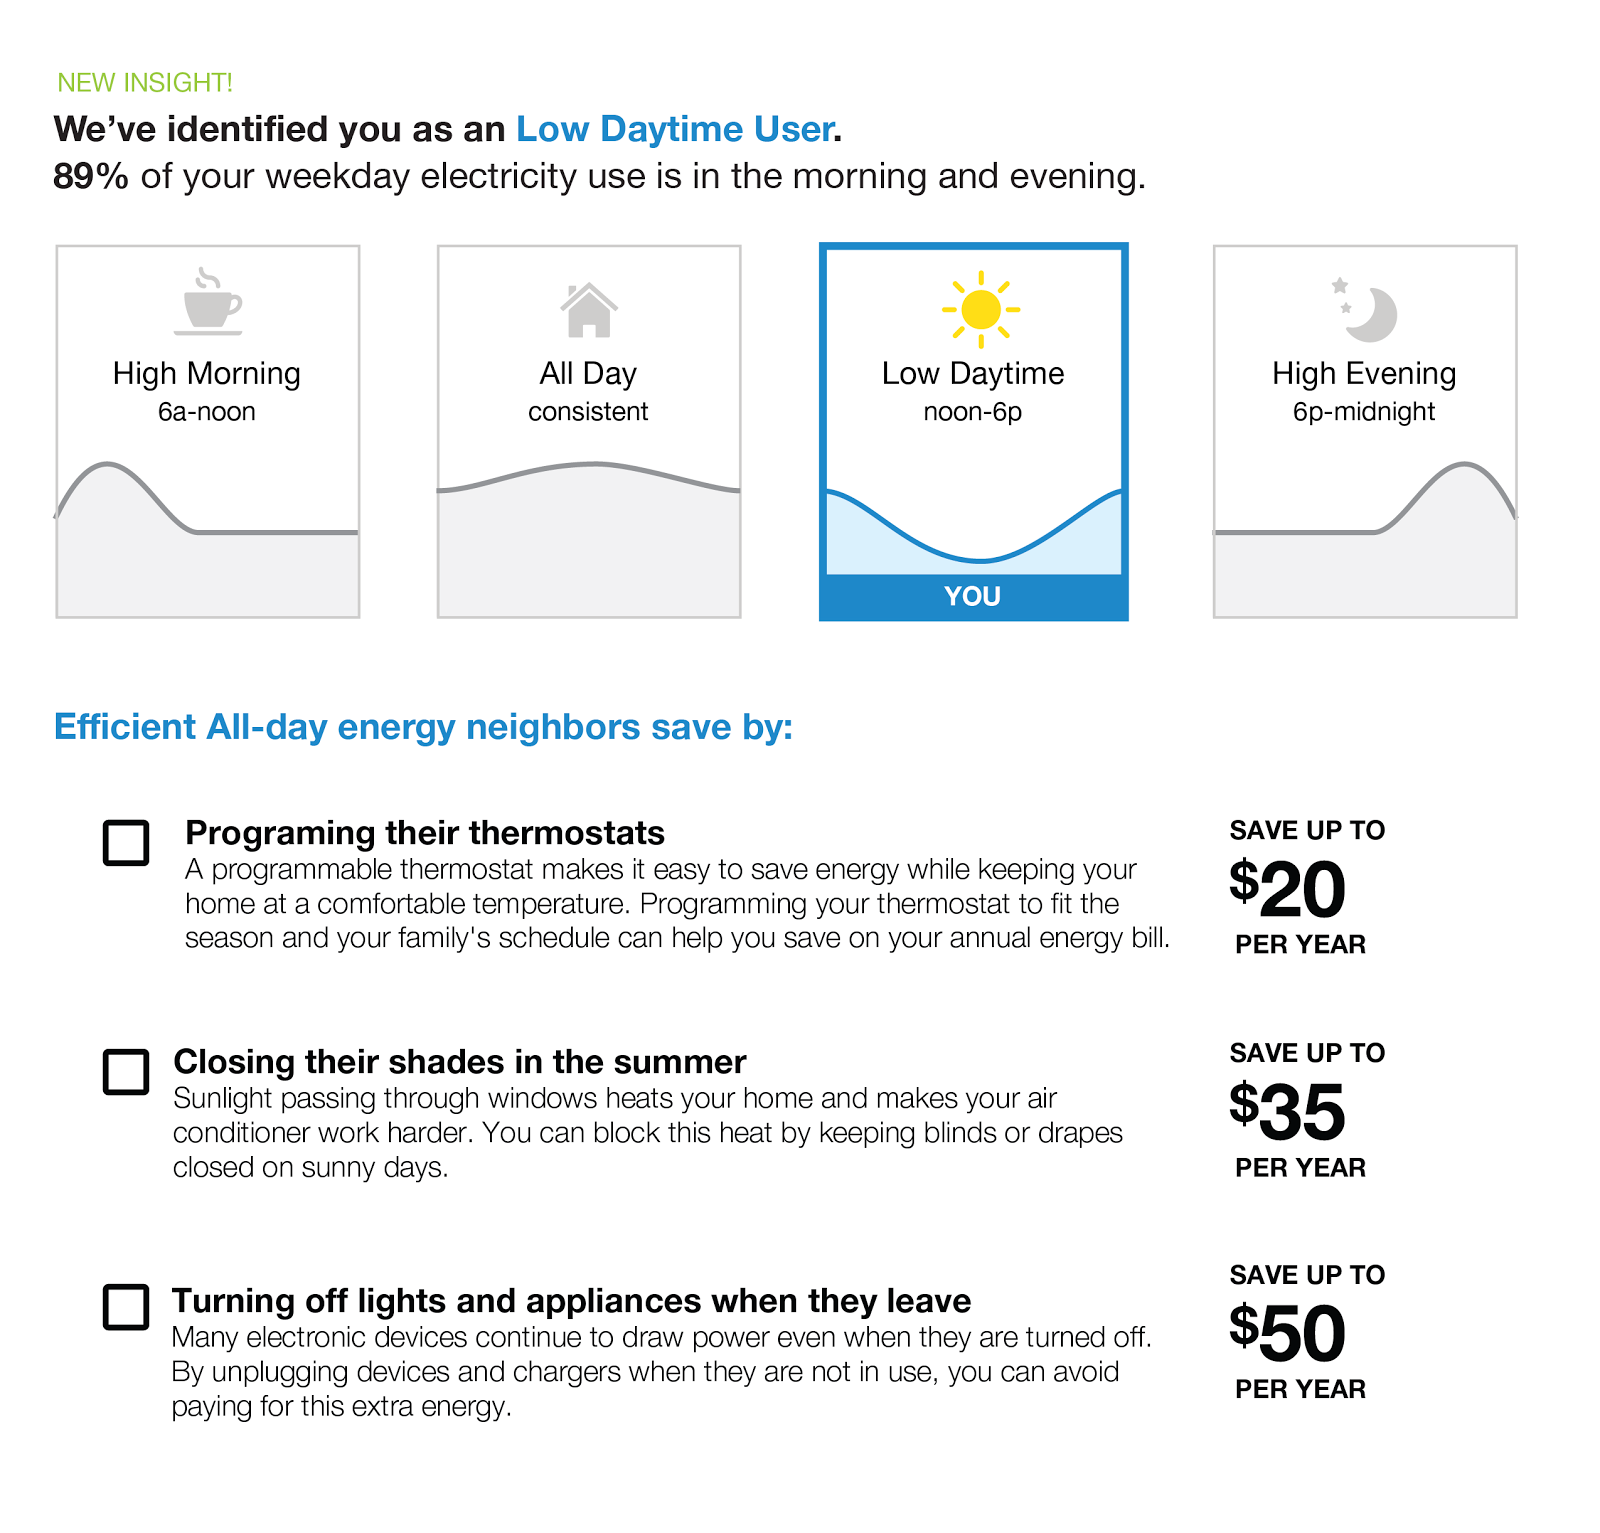 NEW INSIGHT!
We've identified you as an Low Daytime User.
89% of your weekday electricity use is in the morning and evening.
High Morning
6a-noon
All Day
consistent
Low Daytime
noon-6p
YOU
High Evening
6p-midnight
Efficient All-day energy neighbors save by:
Programing their thermostats
A programmable thermostat makes it easy to save energy while keeping your
home at a comfortable temperature. Programming your thermostat to fit the
season and your family's schedule can help you save on your annual energy bill.
SAVE UP TO
$20
PER YEAR
Closing their shades in the summer
Sunlight passing through windows heats your home and makes your air
conditioner work harder. You can block this heat by keeping blinds or drapes
closed on sunny days.
SAVE UP TO
$35
PER YEAR
Turning off lights and appliances when they leave
Many electronic devices continue to draw power even when they are turned off.
By unplugging devices and chargers when they are not in use, you can avoid
paying for this extra energy.
SAVE UP TO
$50
PER YEAR